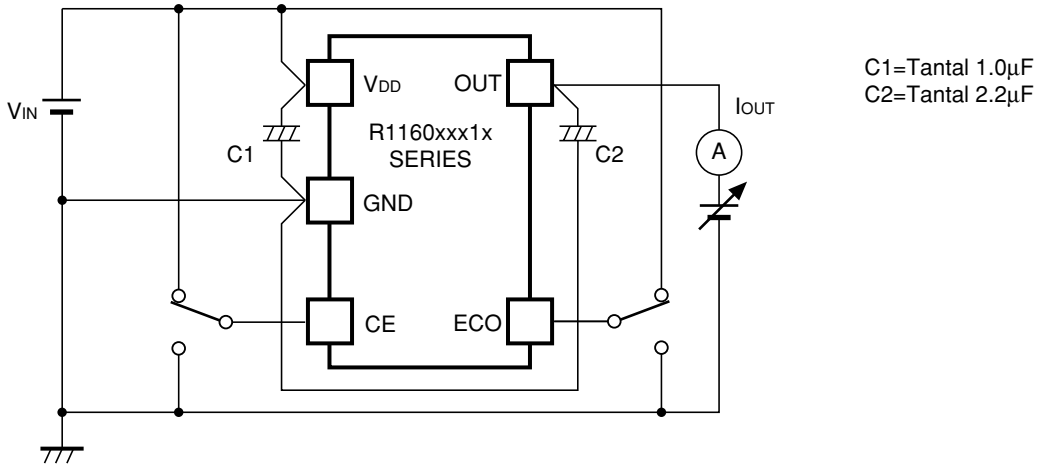 VIN
VDD
OUT
C1
R1160xxx1x
SERIES
C2
GND
CE
ECO
IOUT
A
C1=Tantal 1.0μF
C2=Tantal 2.2μF